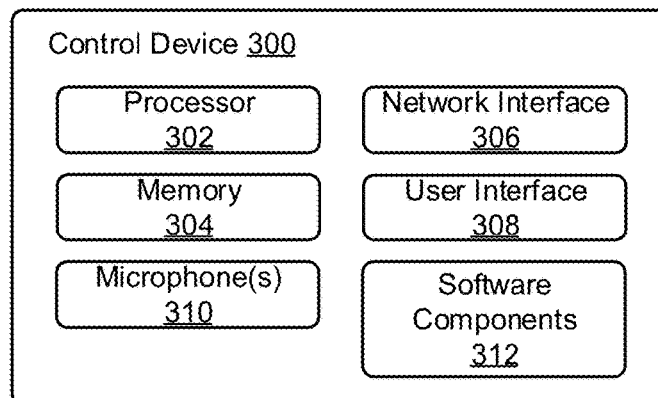 Control Device 300
Processor
302
Network Interface
306
Memory
304
User Interface
308
Microphone(s)
310
Software
Components
312